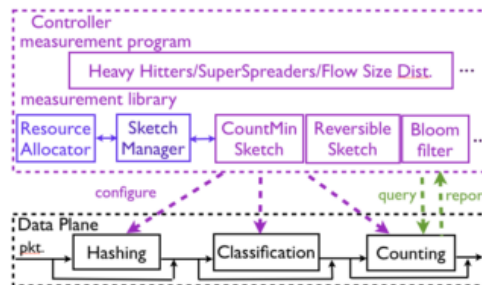 Controller
measurement program
Heavy Hitters/SuperSpreaders/Flow Size Dist. ...
measurement library
Resource Allocator
Sketch Manager
CountMin Sketch
Reversible Sketch
Bloom filter
...
configure
query
report
Data Plane
pkt.
Hashing
Classification
Counting